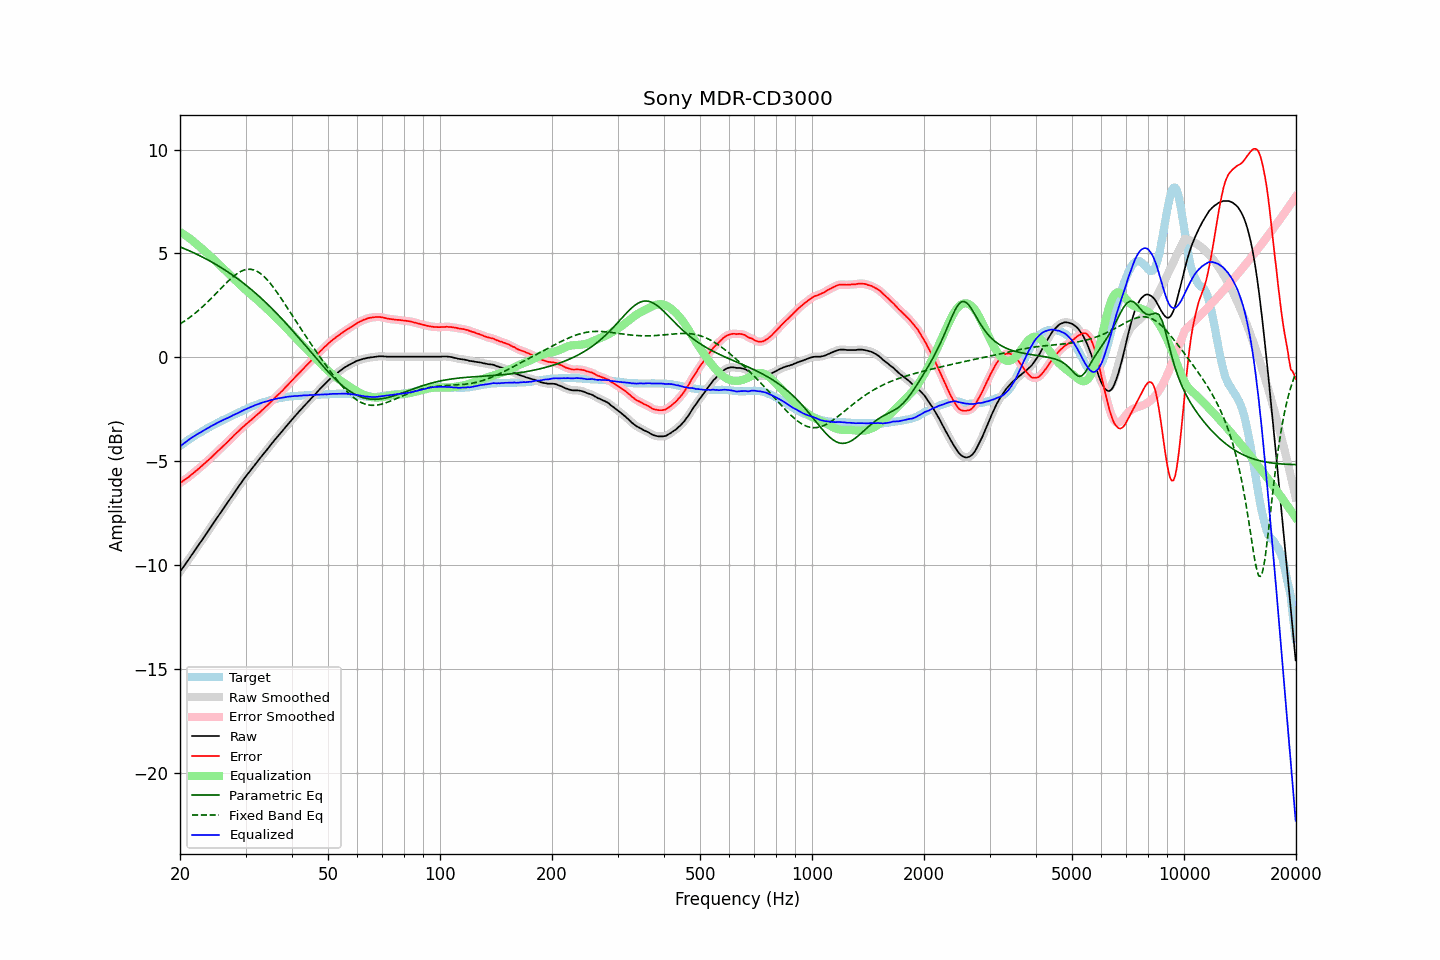 Sony MDR-CD3000
Amplitude (dBr)
10
5
0
−5
−10
−15
−20
Target
Raw Smoothed
Error Smoothed
Raw
Error
Equalization
Parametric Eq
Fixed Band Eq
Equalized
20 50 100 200 500 1000 2000 5000 10000 20000
Frequency (Hz)